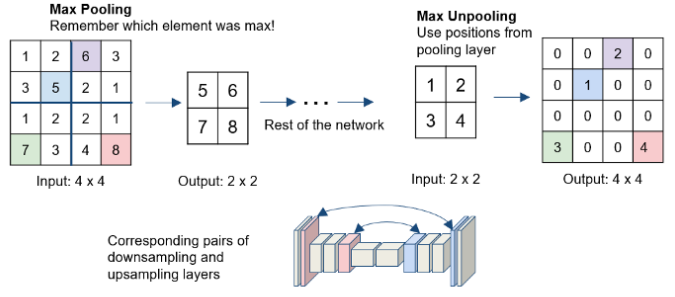 Max Pooling
Remember which element was max!
1 2 6 3
3 5 2 1
1 2 2 1
7 3 4 8
Input: 4 x 4
5 6
7 8
Output: 2 x 2
...
Rest of the network
Max Unpooling
Use positions from
pooling layer
1 2
3 4
Input: 2 x 2
0 0 2 0
0 1 0 0
0 0 0 0
3 0 0 4
Output: 4 x 4
Corresponding pairs of
downsampling and
upsampling layers